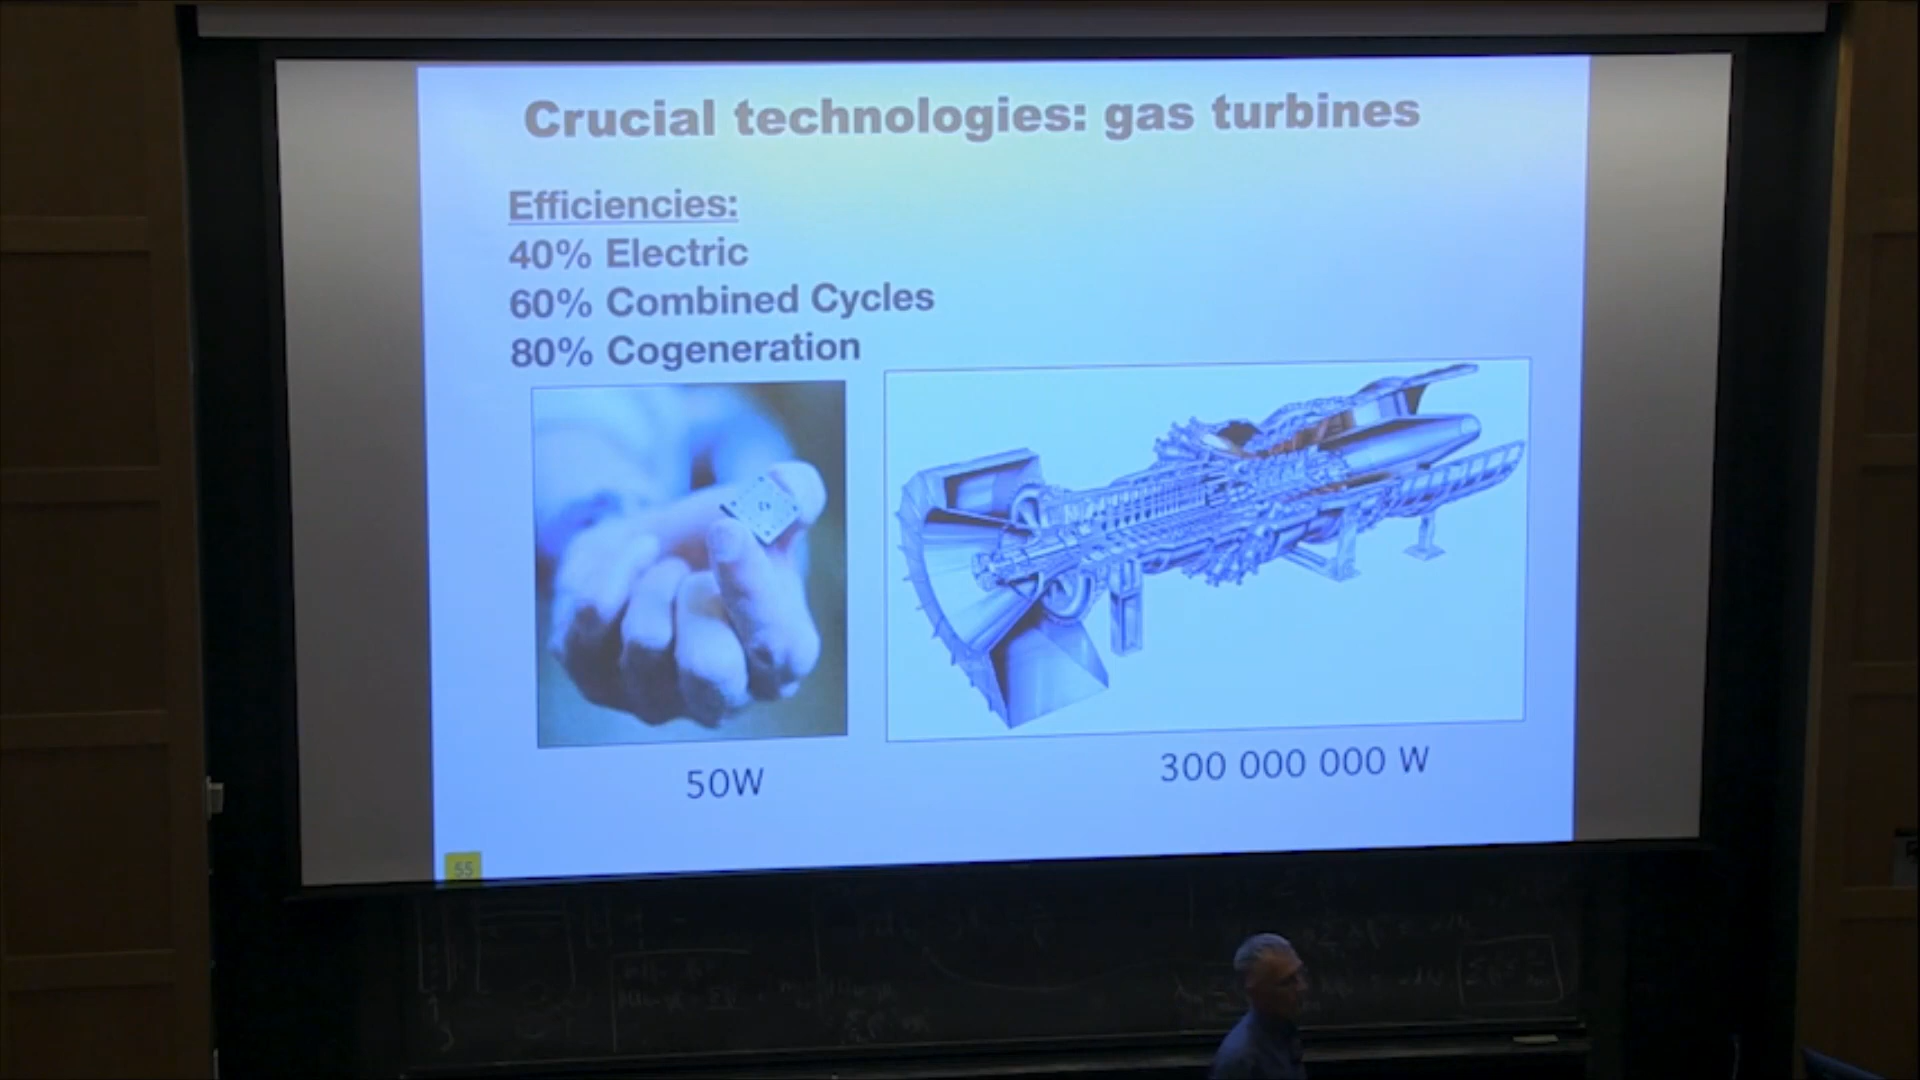 Crucial technologies: gas turbines
Efficiencies:
40% Electric
60% Combined Cycles
80% Cogeneration
50W
300 000 000 W
55